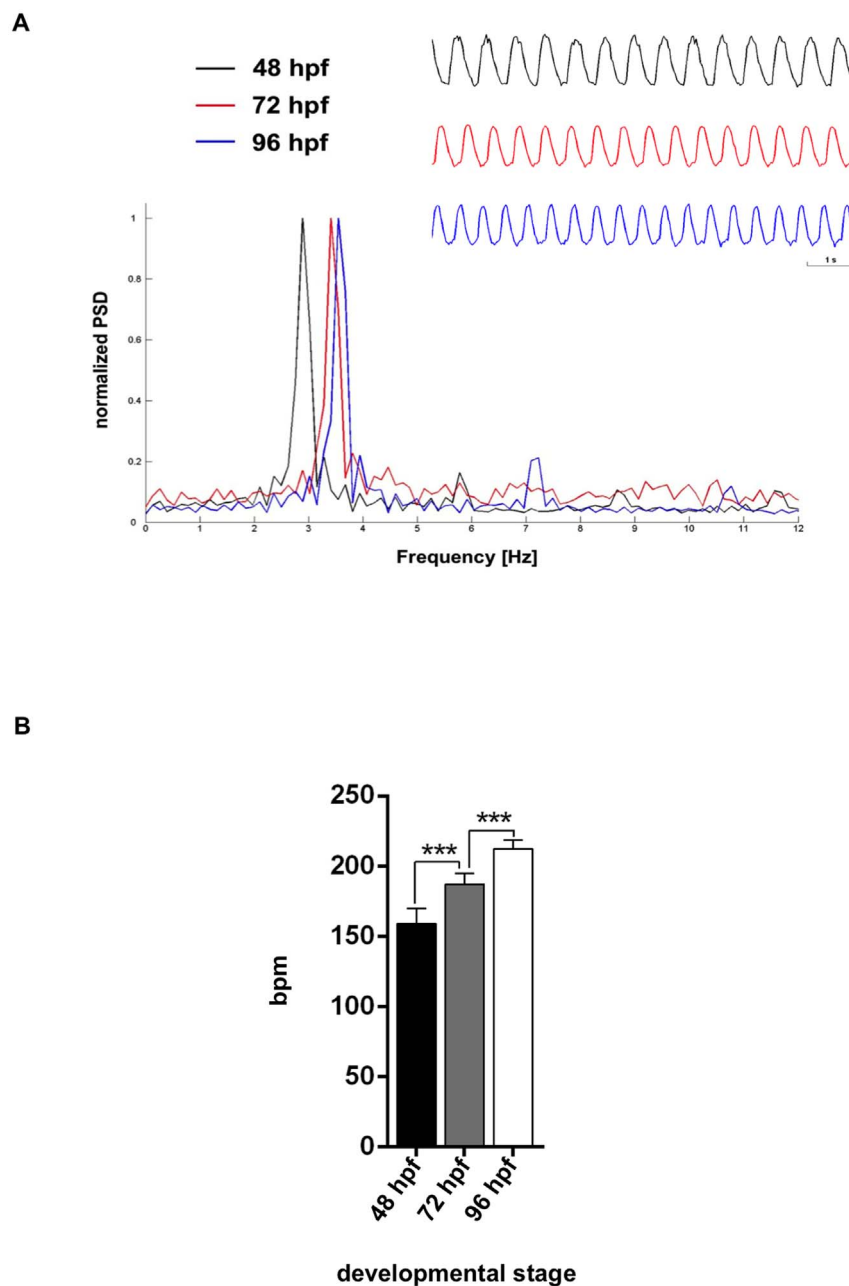 A
48 hpf
72 hpf
96 hpf
1 s
1
0.8
0.6
0.4
0.2
0
normalized PSD
0 1 2 3 4 5 6 7 8 9 10 11 12
Frequency [Hz]
B
250
200
150
100
50
0
bpm
***
***
48 hpf
72 hpf
96 hpf
developmental stage